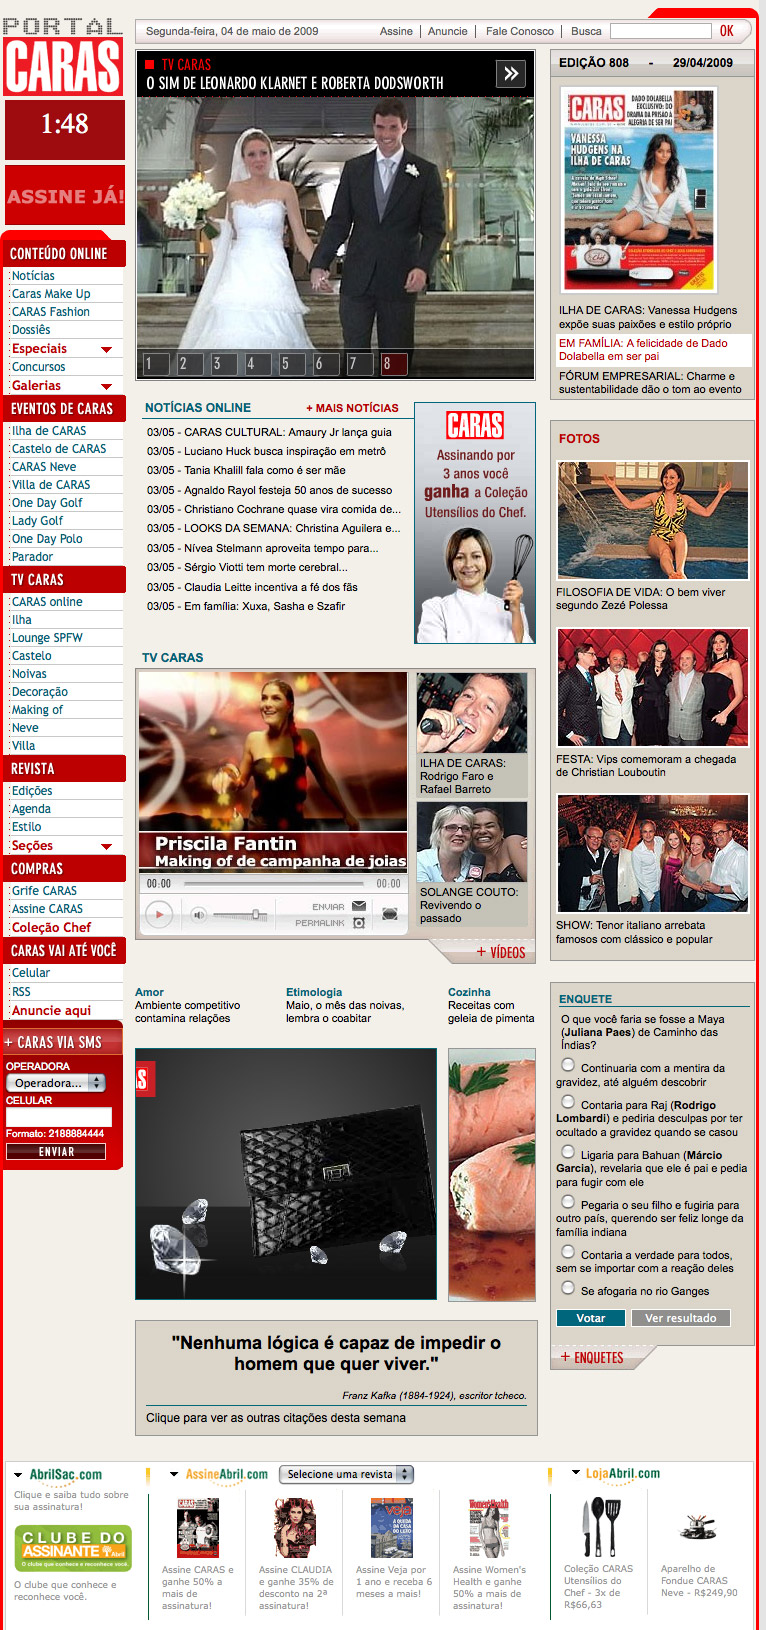 PORTAL
CARAS
1:48
ASSINE JÁ!
Segunda-feira, 04 de maio de 2009
Assine | Anuncie | Fale Conosco | Busca
OK
CONTEÚDO ONLINE
Notícias
Caras Make Up
CARAS Fashion
Dossiês
Especiais
Concursos
Galerias
EVENTOS DE CARAS
Ilha de CARAS
Castelo de CARAS
CARAS Neve
Villa de CARAS
One Day Golf
Lady Golf
One Day Polo
Parador
TV CARAS
CARAS online
Ilha
Lounge SPFW
Castelo
Noivas
Decoração
Making of
Neve
Villa
REVISTA
Edições
Agenda
Estilo
Seções
COMPRAS
Grife CARAS
Assine CARAS
Coleção Chef
CARAS VAI ATÉ VOCÊ
Celular
RSS
Anuncie aqui
+ CARAS VIA SMS
OPERADORA
Operadora...
CELULAR
Formato: 2188884444
ENVIAR
TV CARAS
O SIM DE LEONARDO KLARNET E ROBERTA DODSWORTH
1 2 3 4 5 6 7 8
NOTÍCIAS ONLINE
+ MAIS NOTÍCIAS
03/05 - CARAS CULTURAL: Amaury Jr lança guia
03/05 - Luciano Huck busca inspiração em metrô
03/05 - Tania Khalill fala como é ser mãe
03/05 - Agnaldo Rayol festeja 50 anos de sucesso
03/05 - Christiano Cochrane quase vira comida de...
03/05 - LOOKS DA SEMANA: Christina Aguilera e...
03/05 - Nívea Stelmann aproveita tempo para...
03/05 - Sérgio Viotti tem morte cerebral...
03/05 - Claudia Leitte incentiva a fé dos fãs
03/05 - Em família: Xuxa, Sasha e Szafir
CARAS
Assinando por
3 anos você
ganha a Coleção
Utensílios do Chef.
TV CARAS
Priscila Fantin
Making of de campanha de joias
00:00
00:00
ENVIAR
PERMALINK
ILHA DE CARAS:
Rodrigo Faro e
Rafael Barreto
SOLANGE COUTO:
Revivendo o
passado
+ VÍDEOS
Amor
Ambiente competitivo
contamina relações
Etimologia
Maio, o mês das noivas,
lembra o coabitar
Cozinha
Receitas com
geleia de pimenta
"Nenhuma lógica é capaz de impedir o
homem que quer viver."
Franz Kafka (1884-1924), escritor tcheco.
Clique para ver as outras citações desta semana
EDIÇÃO 808 - 29/04/2009
CARAS
DADO DOLABELLA
EXCLUSIVO: DO
DRAMA DA PRISÃO À
ALEGRIA DE SER PAI
VANESSA
HUDGENS NA
ILHA DE CARAS
ILHA DE CARAS: Vanessa Hudgens
expõe suas paixões e estilo próprio
EM FAMÍLIA: A felicidade de Dado
Dolabella em ser pai
FÓRUM EMPRESARIAL: Charme e
sustentabilidade dão o tom ao evento
FOTOS
FILOSOFIA DE VIDA: O bem viver
segundo Zezé Polessa
FESTA: Vips comemoram a chegada
de Christian Louboutin
SHOW: Tenor italiano arrebata
famosos com clássico e popular
ENQUETE
O que você faria se fosse a Maya
(Juliana Paes) de Caminho das
Índias?
Continuaria com a mentira da
gravidez, até alguém descobrir
Contaria para Raj (Rodrigo
Lombardi) e pediria desculpas por ter
ocultado a gravidez quando se casou
Ligaria para Bahuan (Márcio
Garcia), revelaria que ele é pai e pedia
para fugir com ele
Pegaria o seu filho e fugiria para
outro país, querendo ser feliz longe da
família indiana
Contaria a verdade para todos,
sem se importar com a reação deles
Se afogaria no rio Ganges
Votar
Ver resultado
+ ENQUETES
AbrilSac.com
Clique e saiba tudo sobre
sua assinatura!
CLUBE DO
ASSINANTE Abril
O clube que conhece e reconhece você.
O clube que conhece e
reconhece você.
AssineAbril.com
Selecione uma revista
CARAS
CLAUDIA
veja
Women'sHealth
Assine CARAS e
ganhe 50% a
mais de
assinatura!
Assine CLAUDIA
e ganhe 35% de
desconto na 2ª
assinatura!
Assine Veja por
1 ano e receba 6
meses a mais!
Assine Women's
Health e ganhe
50% a mais de
assinatura!
LojaAbril.com
Coleção CARAS
Utensílios do
Chef - 3x de
R$66,63
Aparelho de
Fondue CARAS
Neve - R$249,90